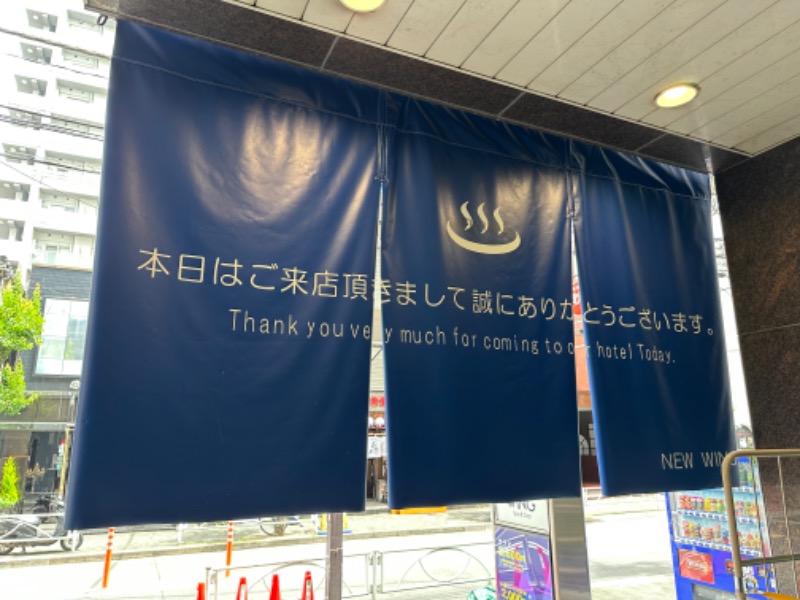 本日はご来店頂きまして誠にありがとうございます。
Thank you very much for coming to our hotel Today.
NEW WING